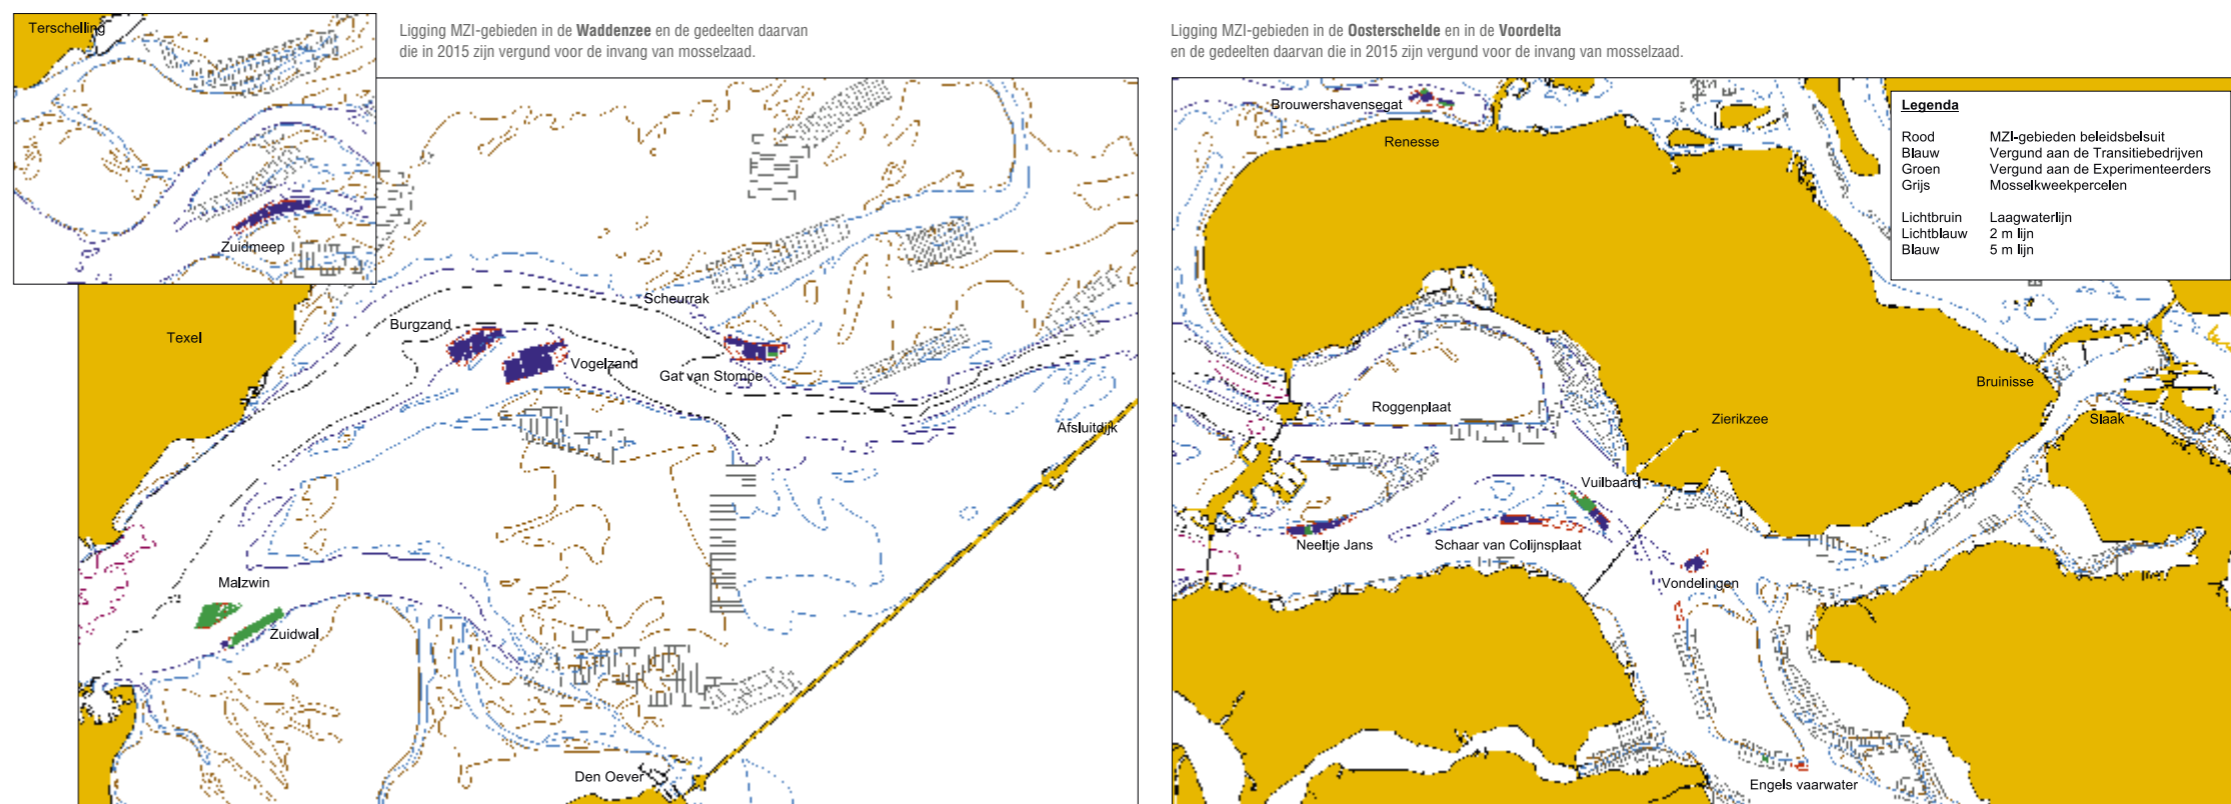 Ligging MZI-gebieden in de Waddenzee en de gedeelten daarvan
die in 2015 zijn vergund voor de invang van mosselzaad.
Terschelling
Zuidmeep
Texel
Burgzand
Scheurrak
Vogelzand
Gat van Stompe
Afsluitdijk
Malzwin
Zuidwal
Den Oever
Ligging MZI-gebieden in de Oosterschelde en in de Voordelta
en de gedeelten daarvan die in 2015 zijn vergund voor de invang van mosselzaad.
Brouwershavensegat
Renesse
Legenda
Rood MZI-gebieden beleidsbelsuit
Blauw Vergund aan de Transitiebedrijven
Groen Vergund aan de Experimenteerders
Grijs Mosselkweekpercelen
Lichtbruin Laagwaterlijn
Lichtblauw 2 m lijn
Blauw 5 m lijn
Bruinisse
Roggenplaat
Zierikzee
Slaak
Vuilbaard
Neeltje Jans
Schaar van Colijnsplaat
Vondelingen
Engels vaarwater